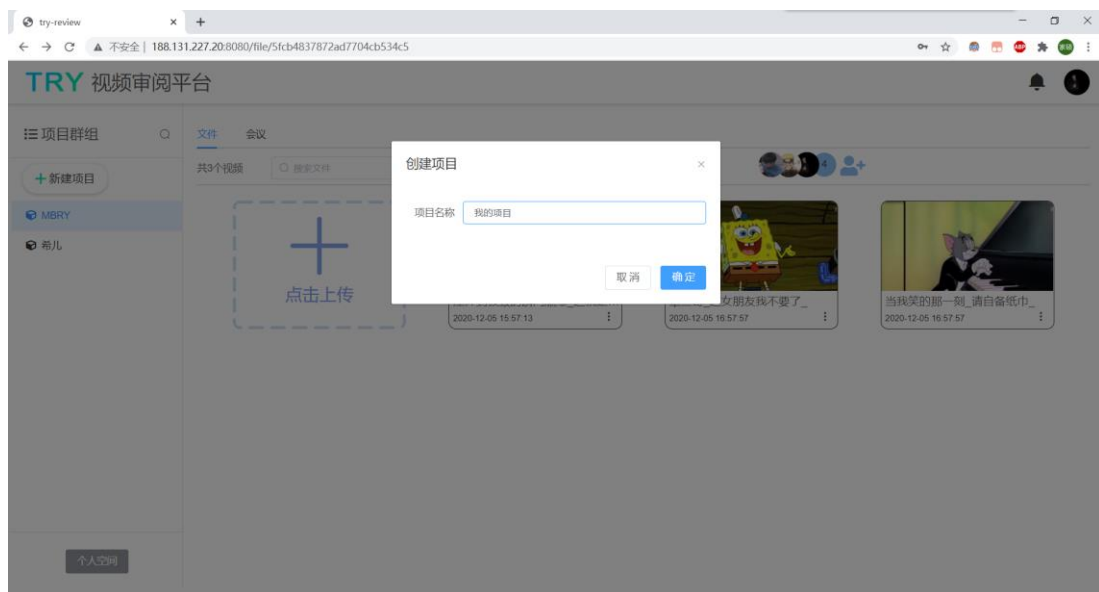 try-review
不安全 | 188.131.227.20:8080/file/5fcb4837872ad7704cb534c5
TRY 视频审阅平台
项目群组
文件 会议
共3个视频 搜索文件
4
+新建项目
MBRY
希儿
点击上传
创建项目
项目名称 我的项目
取消 确定
女朋友我不要了_
当我笑的那一刻_请自备纸巾_
2020-12-05 15:57:13
2020-12-05 16:57:57
2020-12-05 16:57:57
个人空间